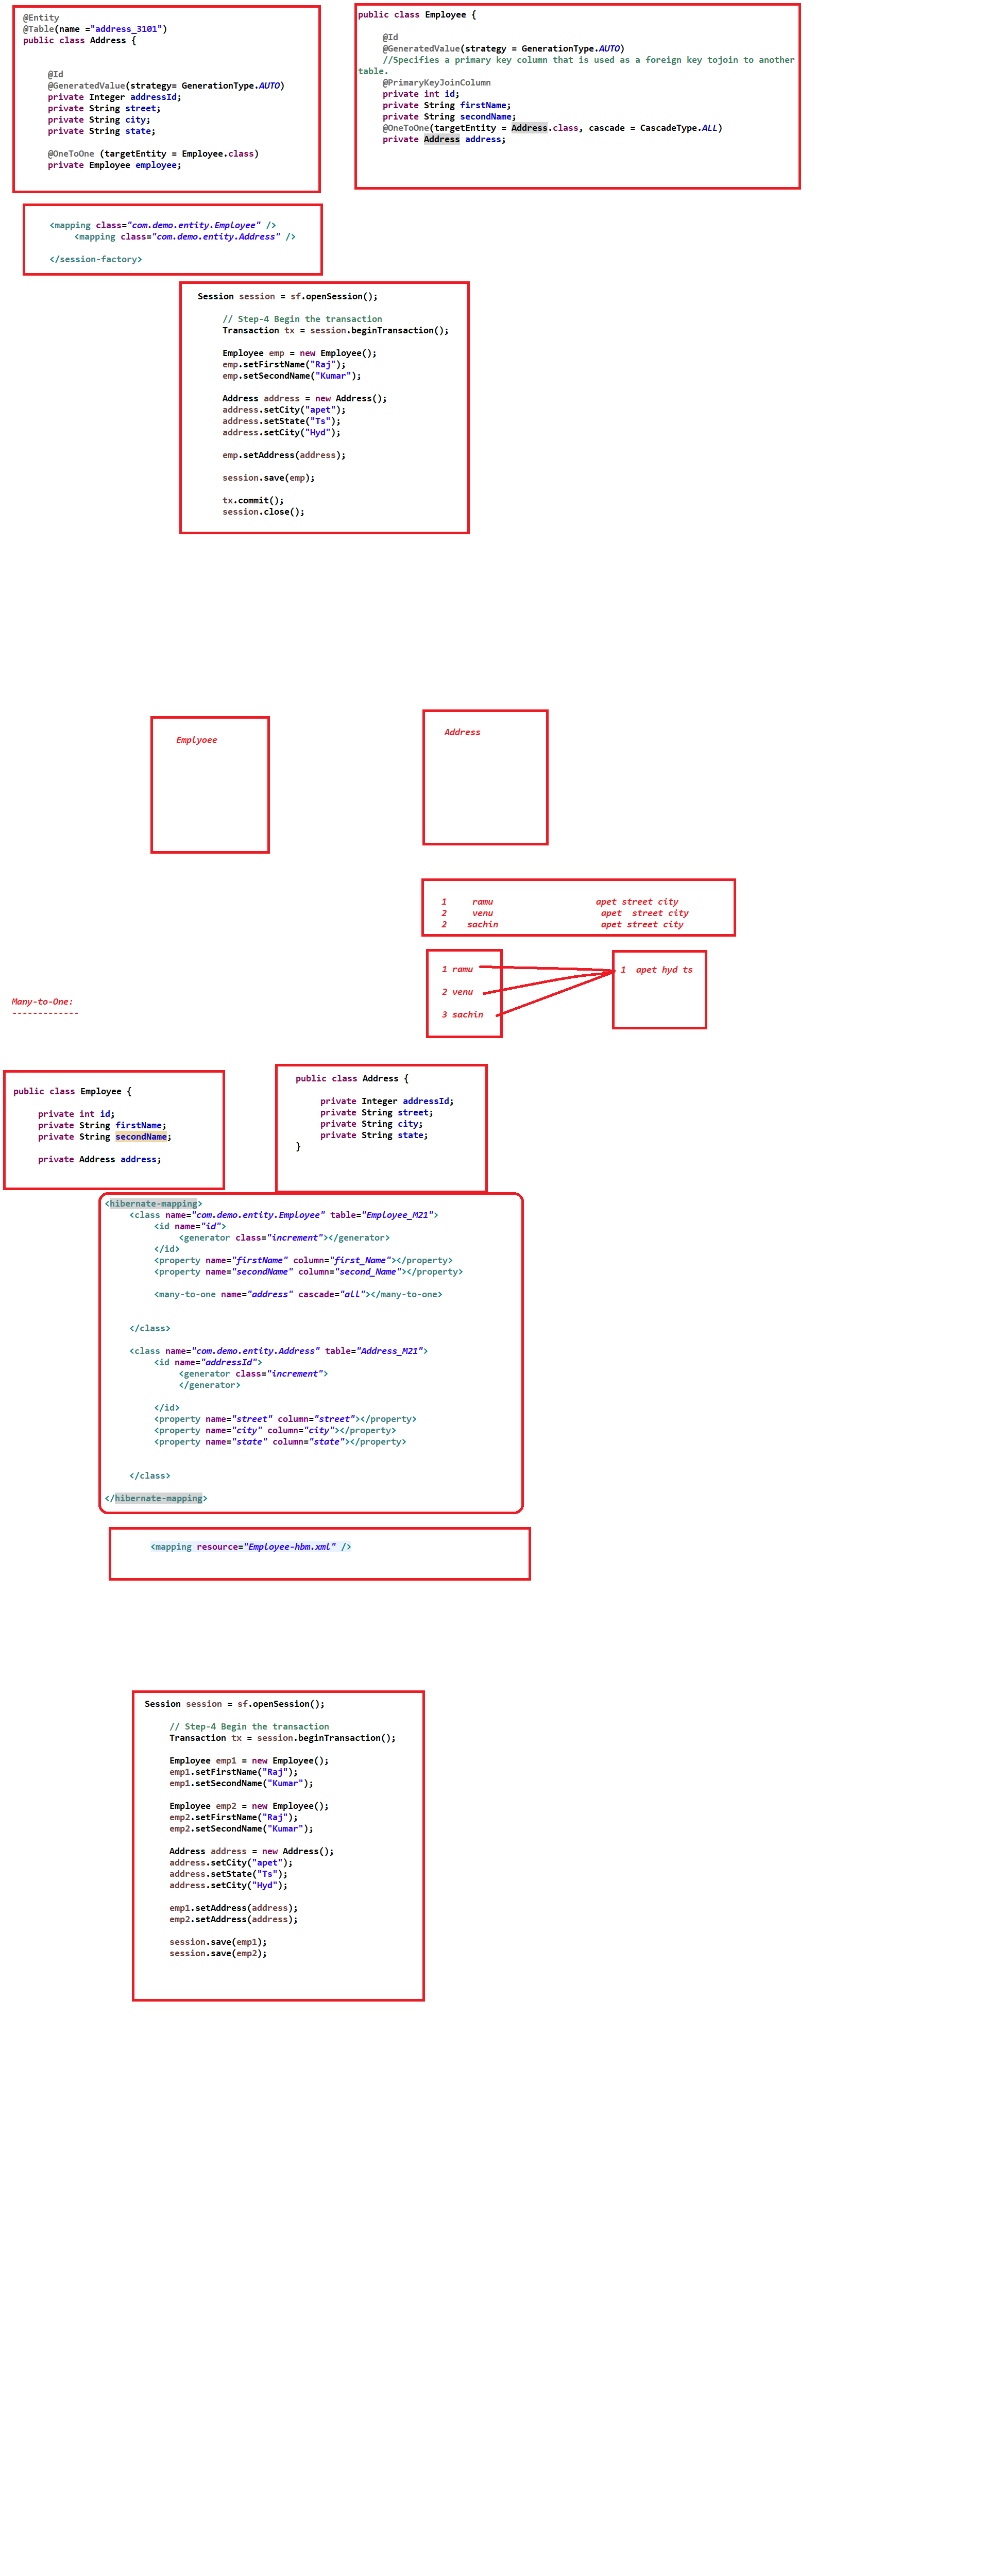 @Entity
@Table(name ="address_3101")
public class Address {
@Id
@GeneratedValue(strategy= GenerationType.AUTO)
private Integer addressId;
private String street;
private String city;
private String state;
@OneToOne (targetEntity = Employee.class)
private Employee employee;
public class Employee {
@Id
@GeneratedValue(strategy = GenerationType.AUTO)
//Specifies a primary key column that is used as a foreign key tojoin to another
table.
@PrimaryKeyJoinColumn
private int id;
private String firstName;
private String secondName;
@OneToOne(targetEntity = Address.class, cascade = CascadeType.ALL)
private Address address;
<mapping class="com.demo.entity.Employee" />
<mapping class="com.demo.entity.Address" />
</session-factory>
Session session = sf.openSession();
// Step-4 Begin the transaction
Transaction tx = session.beginTransaction();
Employee emp = new Employee();
emp.setFirstName("Raj");
emp.setSecondName("Kumar");
Address address = new Address();
address.setCity("apet");
address.setState("Ts");
address.setCity("Hyd");
emp.setAddress(address);
session.save(emp);
tx.commit();
session.close();
Emplyoee
Address
1 ramu apet street city
2 venu apet street city
2 sachin apet street city
1 ramu
2 venu
3 sachin
1 apet hyd ts
Many-to-One:
-------------
public class Employee {
private int id;
private String firstName;
private String secondName;
private Address address;
public class Address {
private Integer addressId;
private String street;
private String city;
private String state;
}
<hibernate-mapping>
<class name="com.demo.entity.Employee" table="Employee_M21">
<id name="id">
<generator class="increment"></generator>
</id>
<property name="firstName" column="first_Name"></property>
<property name="secondName" column="second_Name"></property>
<many-to-one name="address" cascade="all"></many-to-one>
</class>
<class name="com.demo.entity.Address" table="Address_M21">
<id name="addressId">
<generator class="increment">
</generator>
</id>
<property name="street" column="street"></property>
<property name="city" column="city"></property>
<property name="state" column="state"></property>
</class>
</hibernate-mapping>
<mapping resource="Employee-hbm.xml" />
Session session = sf.openSession();
// Step-4 Begin the transaction
Transaction tx = session.beginTransaction();
Employee emp1 = new Employee();
emp1.setFirstName("Raj");
emp1.setSecondName("Kumar");
Employee emp2 = new Employee();
emp2.setFirstName("Raj");
emp2.setSecondName("Kumar");
Address address = new Address();
address.setCity("apet");
address.setState("Ts");
address.setCity("Hyd");
emp1.setAddress(address);
emp2.setAddress(address);
session.save(emp1);
session.save(emp2);